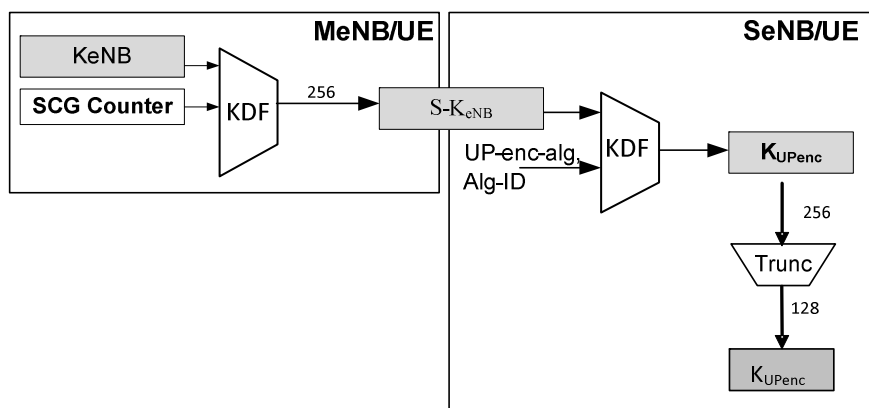 MeNB/UE
KeNB
SCG Counter
KDF
256
S-KeNB
SeNB/UE
UP-enc-alg,
Alg-ID
KDF
KUPenc
256
Trunc
128
KUPenc